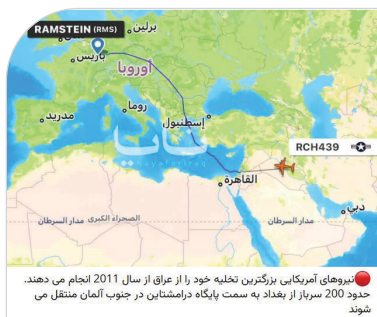 RAMSTEIN (RMS)
برلين
باريس
أوروبا
مدريد
روما
إسطنبول
RCH439
القاهرة
دبي
الصحراء الكبرى
مدار السرطان
مدار السرطان
نیروهای آمریکایی بزرگترین تخلیه خود را از عراق از سال 2011 انجام می دهند.
حدود 200 سرباز از بغداد به سمت پایگاه درامشتاین در جنوب آلمان منتقل می
شوند